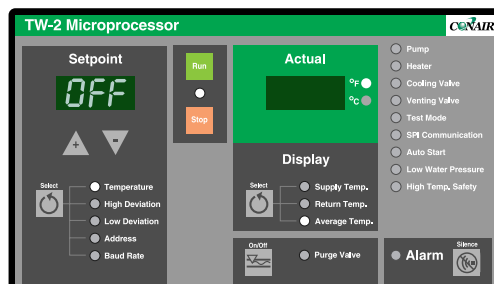 TW-2 Microprocessor
CONAIR
Setpoint
OFF
+
-
Select
Temperature
High Deviation
Low Deviation
Address
Baud Rate
Run
Stop
Actual
°F
°C
Display
Select
Supply Temp.
Return Temp.
Average Temp.
On/Off
Purge Valve
Pump
Heater
Cooling Valve
Venting Valve
Test Mode
SPI Communication
Auto Start
Low Water Pressure
High Temp. Safety
Alarm
Silence